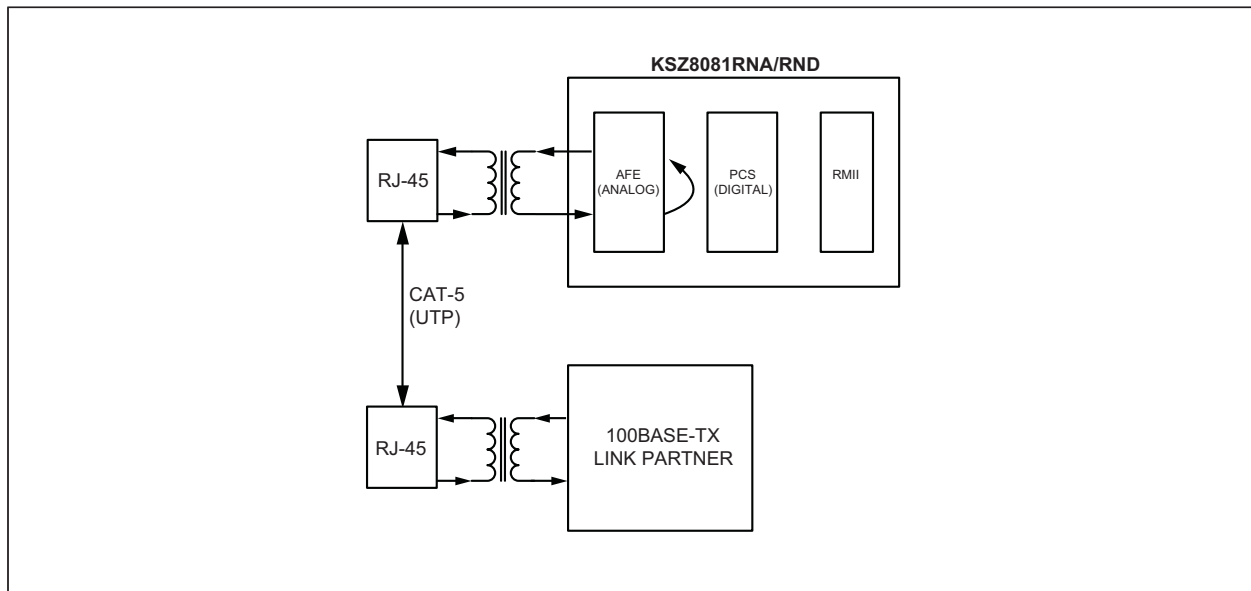 KSZ8081RNA/RND
RJ-45
AFE
(ANALOG)
PCS
(DIGITAL)
RMII
CAT-5
(UTP)
RJ-45
100BASE-TX
LINK PARTNER